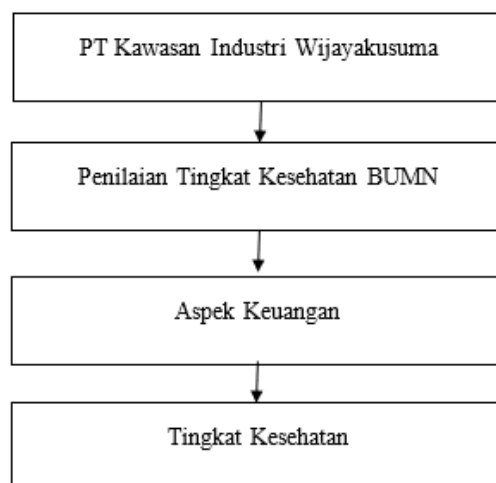 PT Kawasan Industri Wijayakusuma
Penilaian Tingkat Kesehatan BUMN
Aspek Keuangan
Tingkat Kesehatan